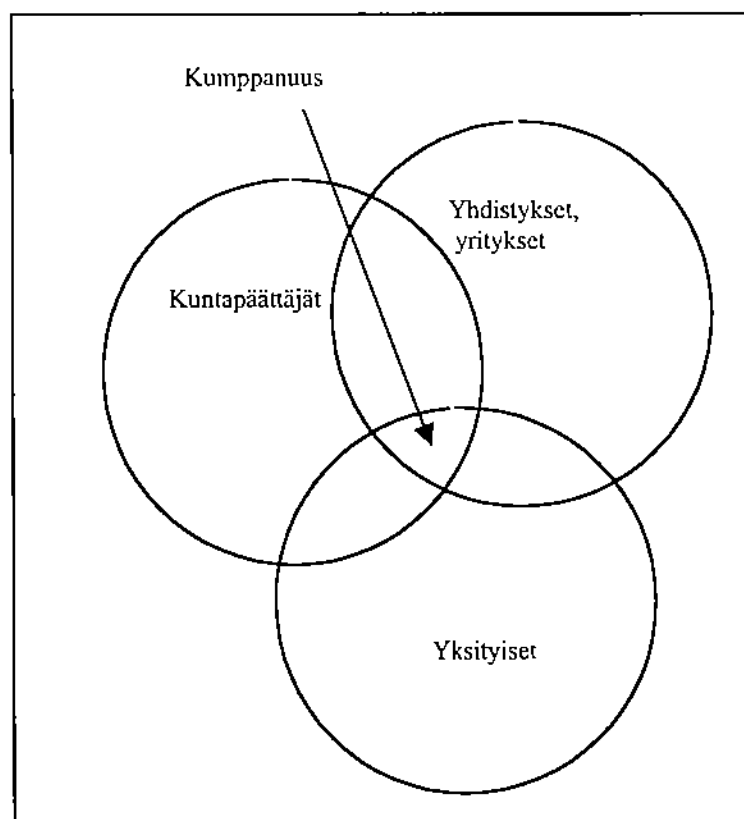 Kumppanuus
Yhdistykset,
yritykset
Kuntapäättäjät
Yksityiset